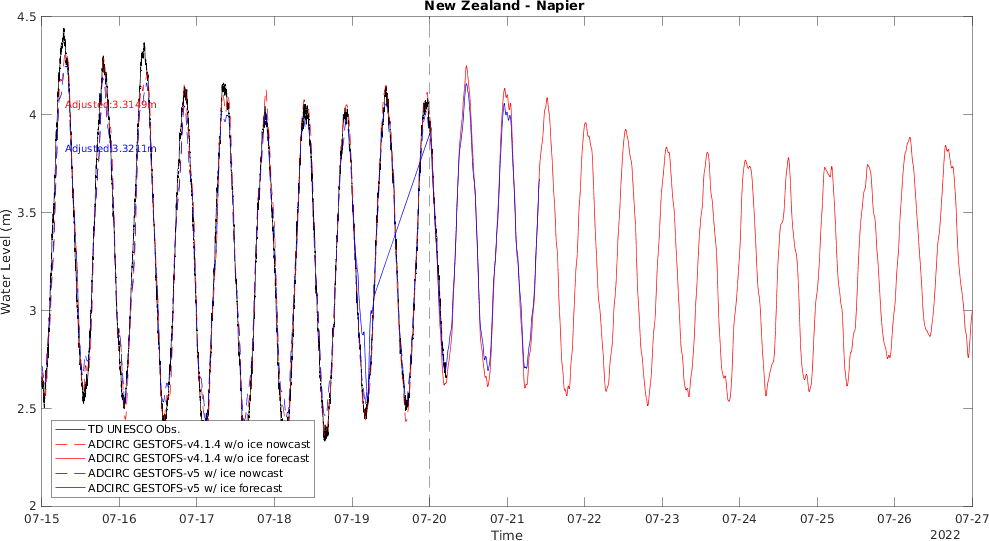 New Zealand - Napier
4.5
4
3.5
3
2.5
2
Water Level (m)
Adjusted:3.3149m
Adjusted:3.3211m
TD UNESCO Obs.
ADCIRC GESTOFS-v4.1.4 w/o ice nowcast
ADCIRC GESTOFS-v4.1.4 w/o ice forecast
ADCIRC GESTOFS-v5 w/ ice nowcast
ADCIRC GESTOFS-v5 w/ ice forecast
07-15 07-16 07-17 07-18 07-19 07-20 07-21 07-22 07-23 07-24 07-25 07-26 07-27
Time
2022